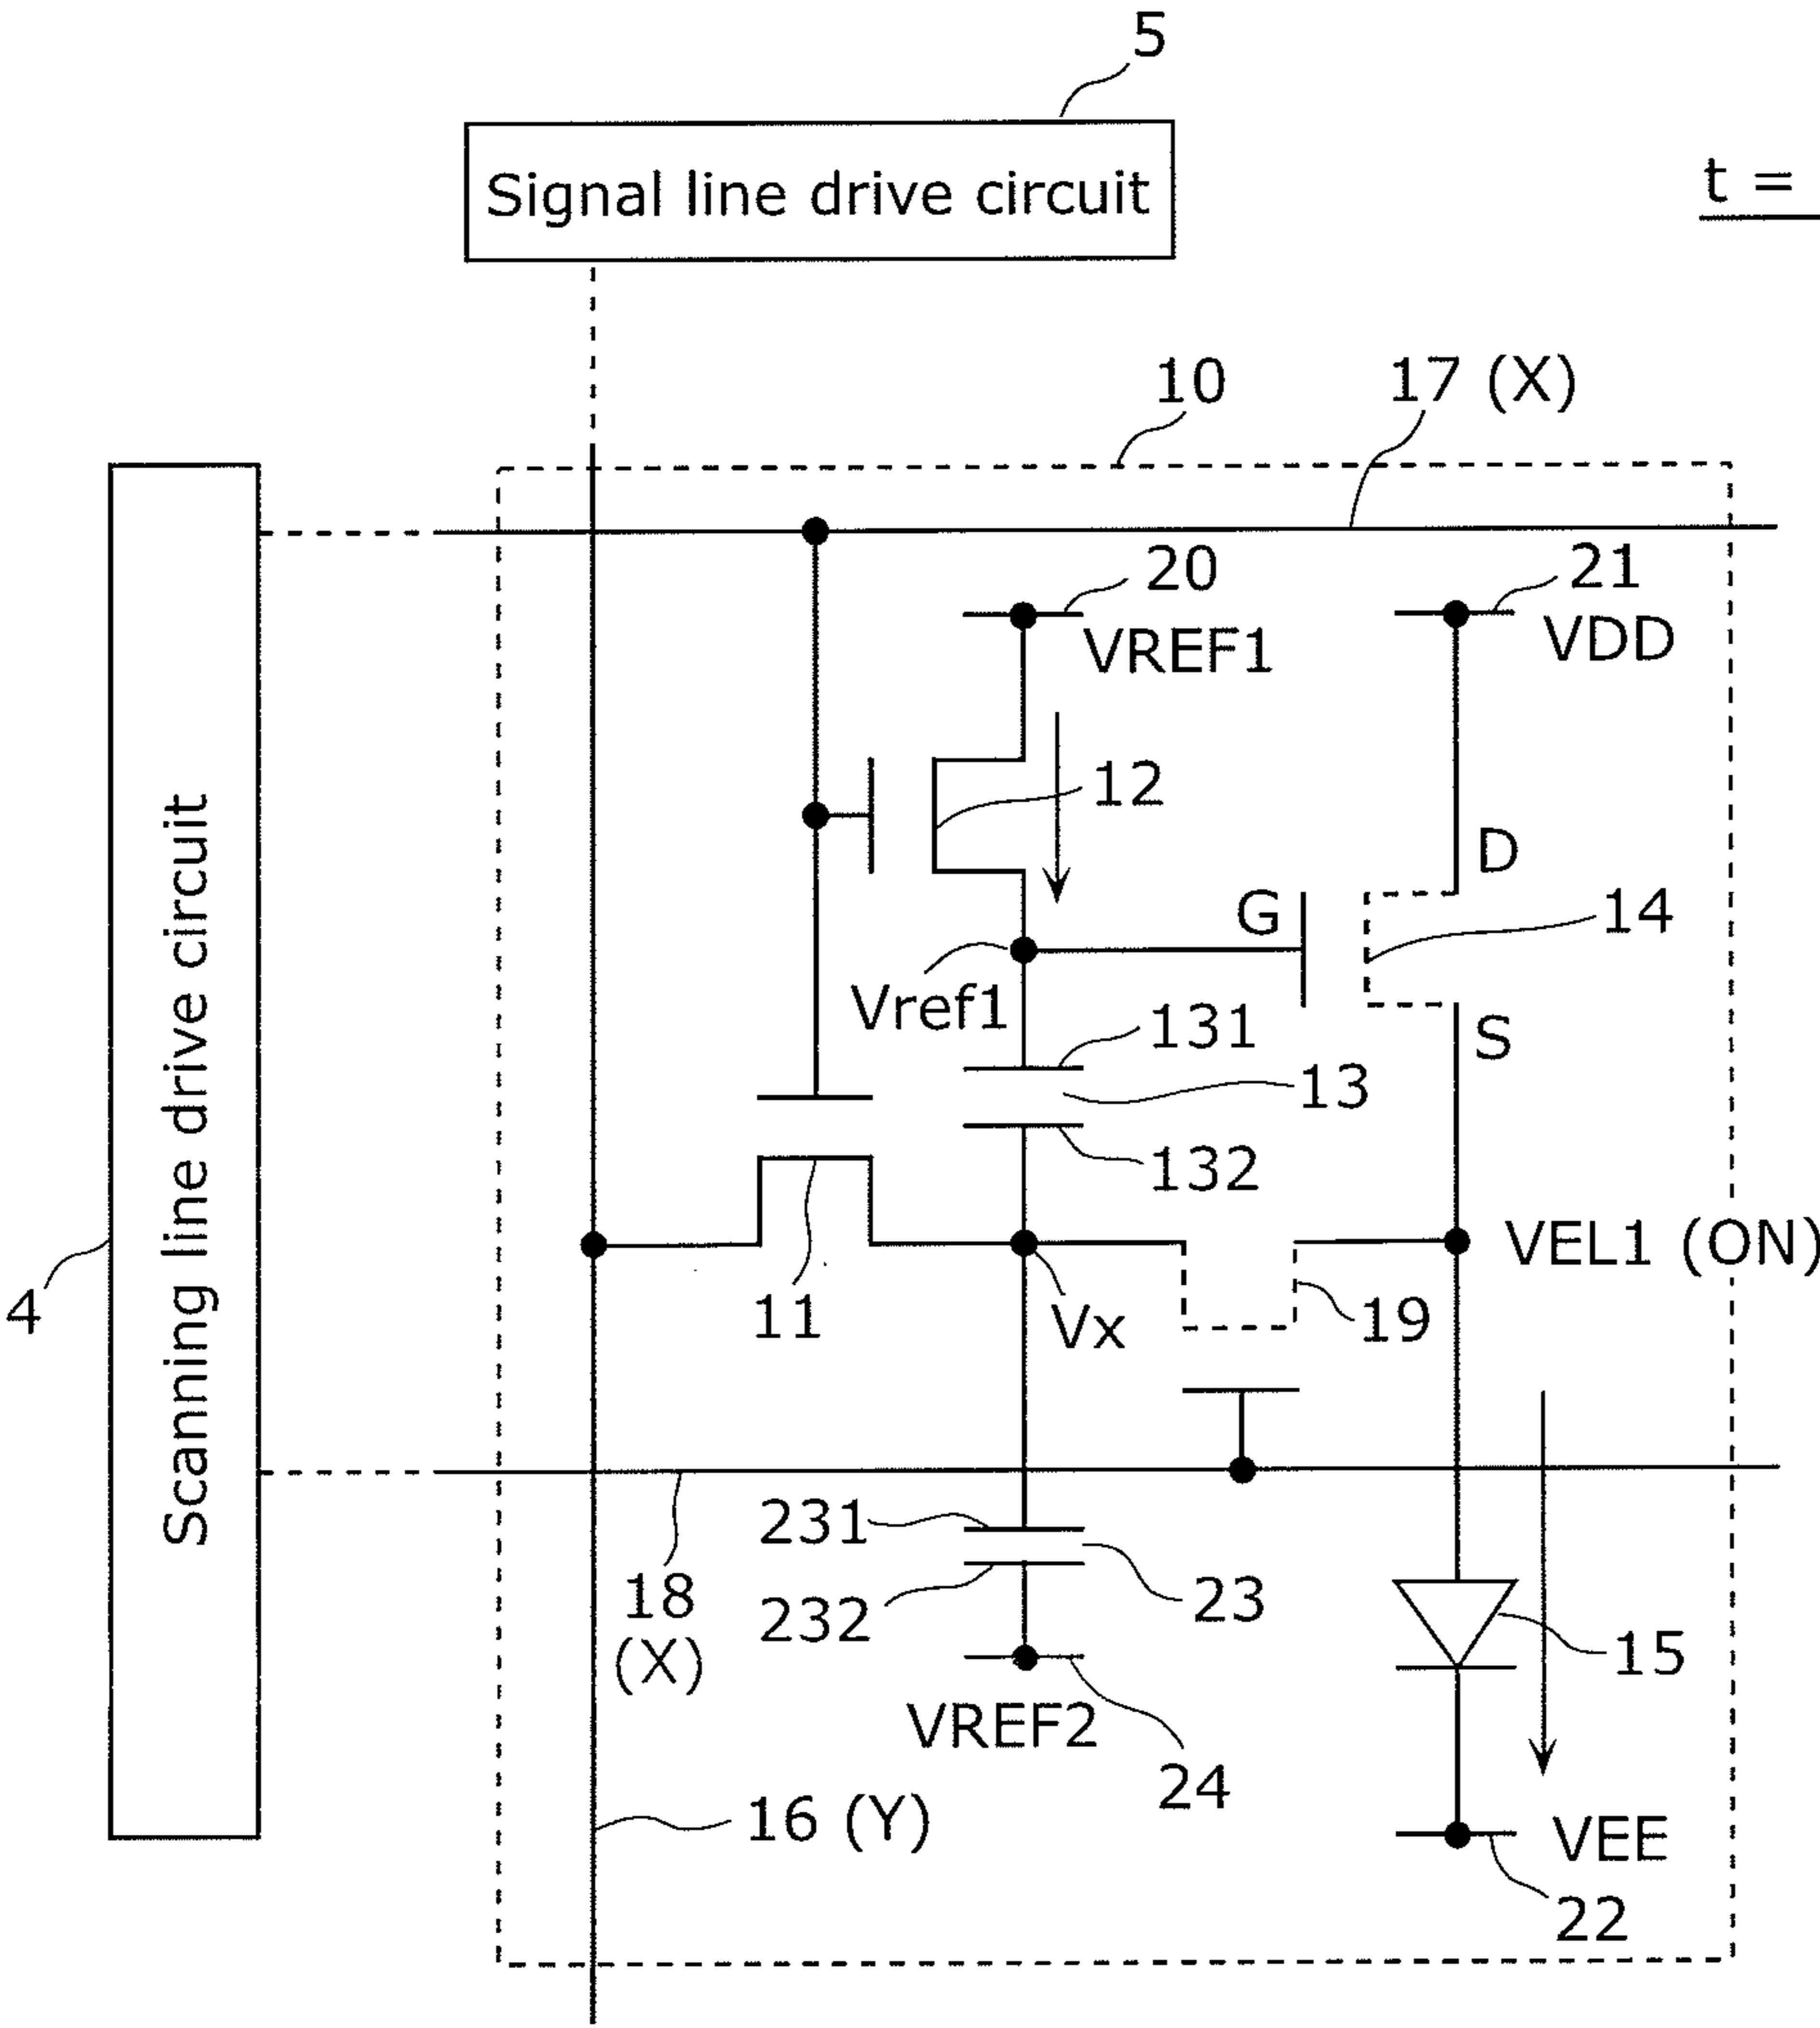 5
Signal line drive circuit
t =
10
17 (X)
20
VREF1
21
VDD
12
D
G
14
Vref1
131
S
13
132
Scanning line drive circuit
4
11
Vx
19
VEL1 (ON)
231
232
23
18
(X)
15
VREF2
24
16 (Y)
VEE
22